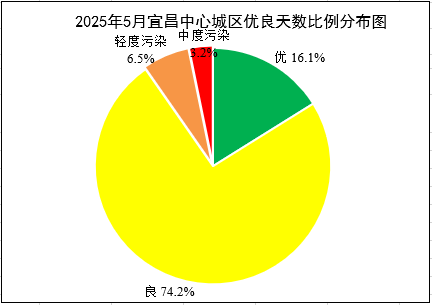 2025年5月宜昌中心城区优良天数比例分布图
轻度污染
6.5%
中度污染
3.2%
优 16.1%
良 74.2%